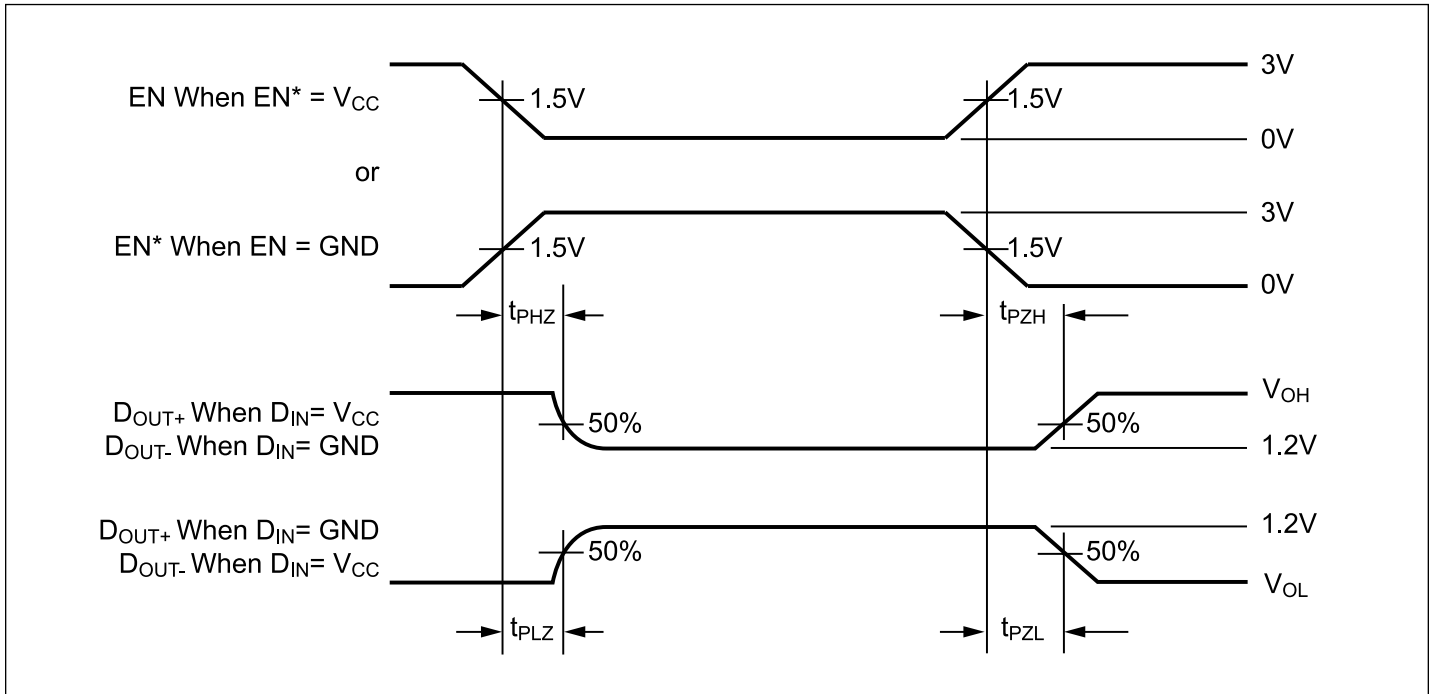 3V
EN When EN* = VCC
1.5V
1.5V
0V
or
3V
EN* When EN = GND
1.5V
1.5V
0V
tPHZ
tPZH
VOH
DOUT+ When DIN= VCC
50%
50%
DOUT- When DIN= GND
1.2V
DOUT+ When DIN= GND
1.2V
50%
50%
DOUT- When DIN= VCC
VOL
tPLZ
tPZL